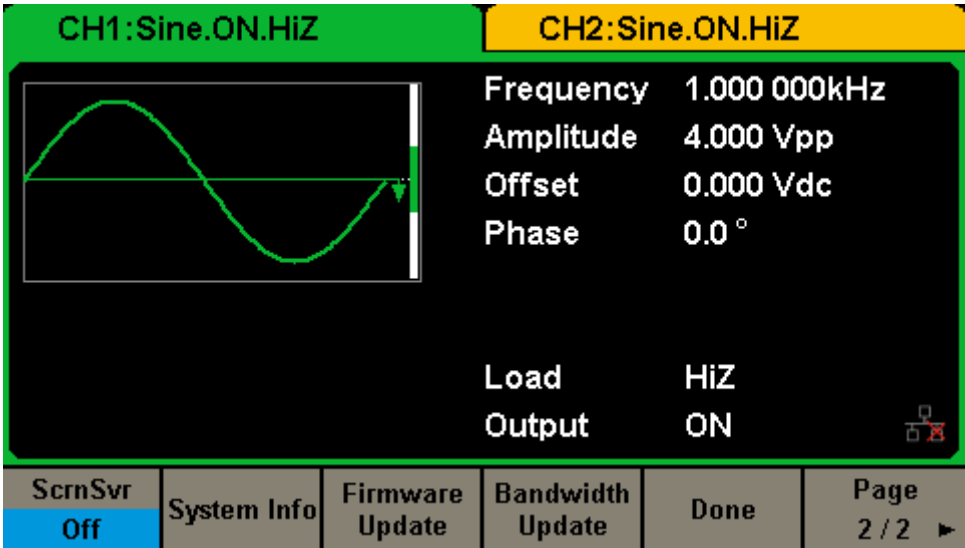 CH1:Sine.ON.HiZ
CH2:Sine.ON.HiZ
Frequency 1.000 000kHz
Amplitude 4.000 Vpp
Offset 0.000 Vdc
Phase 0.0 °
Load HiZ
Output ON
ScrnSvr
Off
System Info
Firmware
Update
Bandwidth
Update
Done
Page
2 / 2 ►